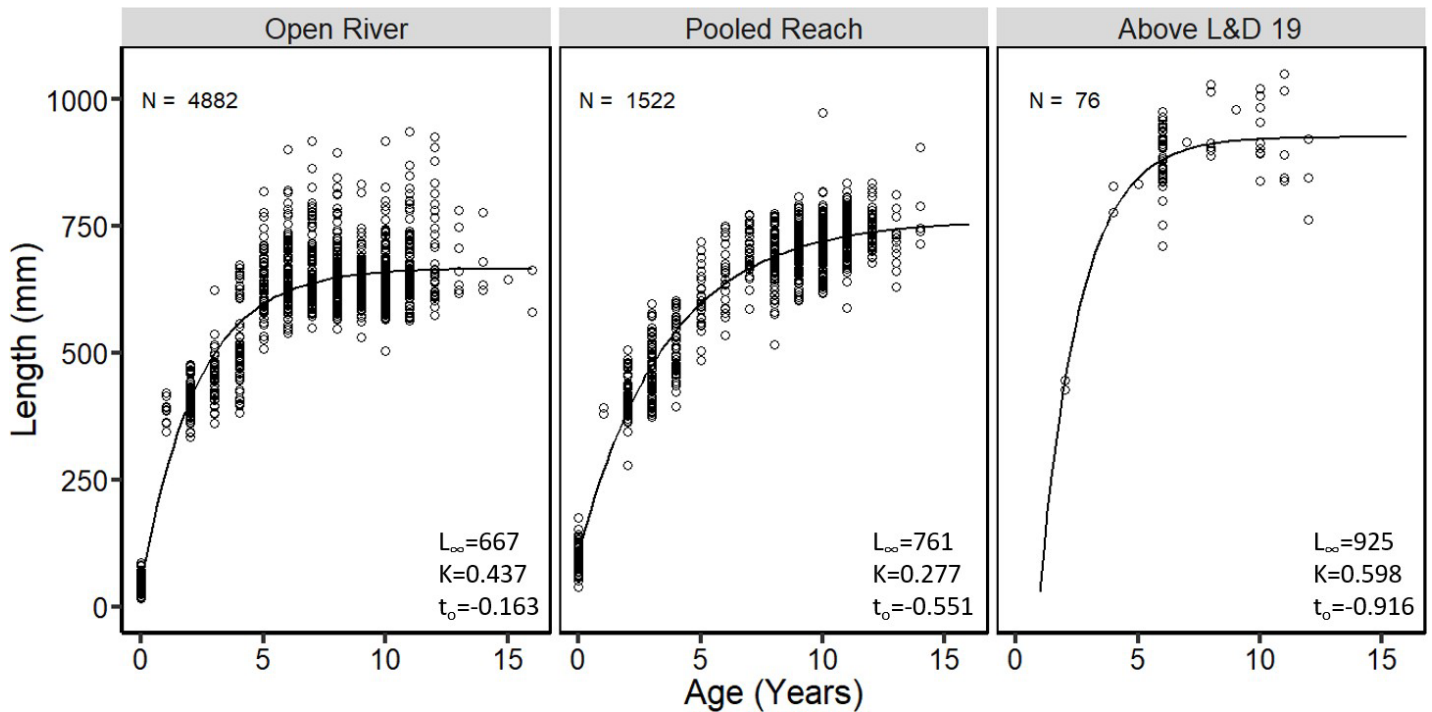 Open River
Pooled Reach
Above L&D 19
N = 4882
N = 1522
N = 76
1000
750
500
250
0
Length (mm)
L∞=667
K=0.437
to=-0.163
L∞=761
K=0.277
to=-0.551
L∞=925
K=0.598
to=-0.916
0 5 10 15
0 5 10 15
0 5 10 15
Age (Years)